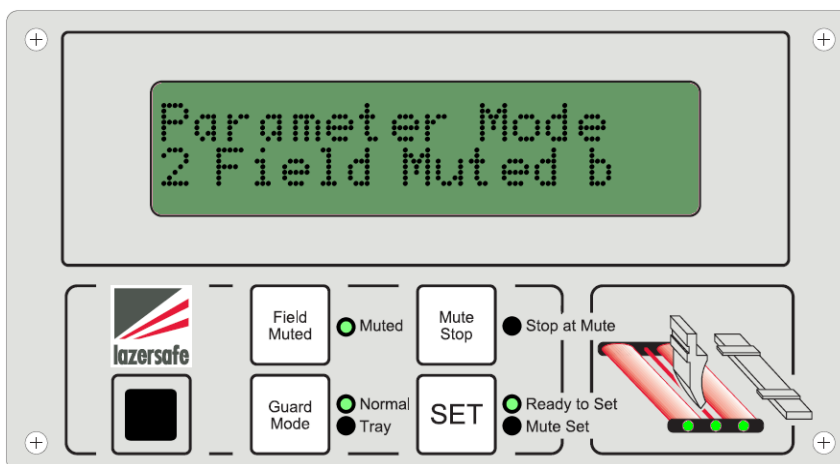 Parameter Mode
2 Field Muted b
lazersafe
Field
Muted
Muted
Mute
Stop
Stop at Mute
Guard
Mode
Normal
Tray
SET
Ready to Set
Mute Set